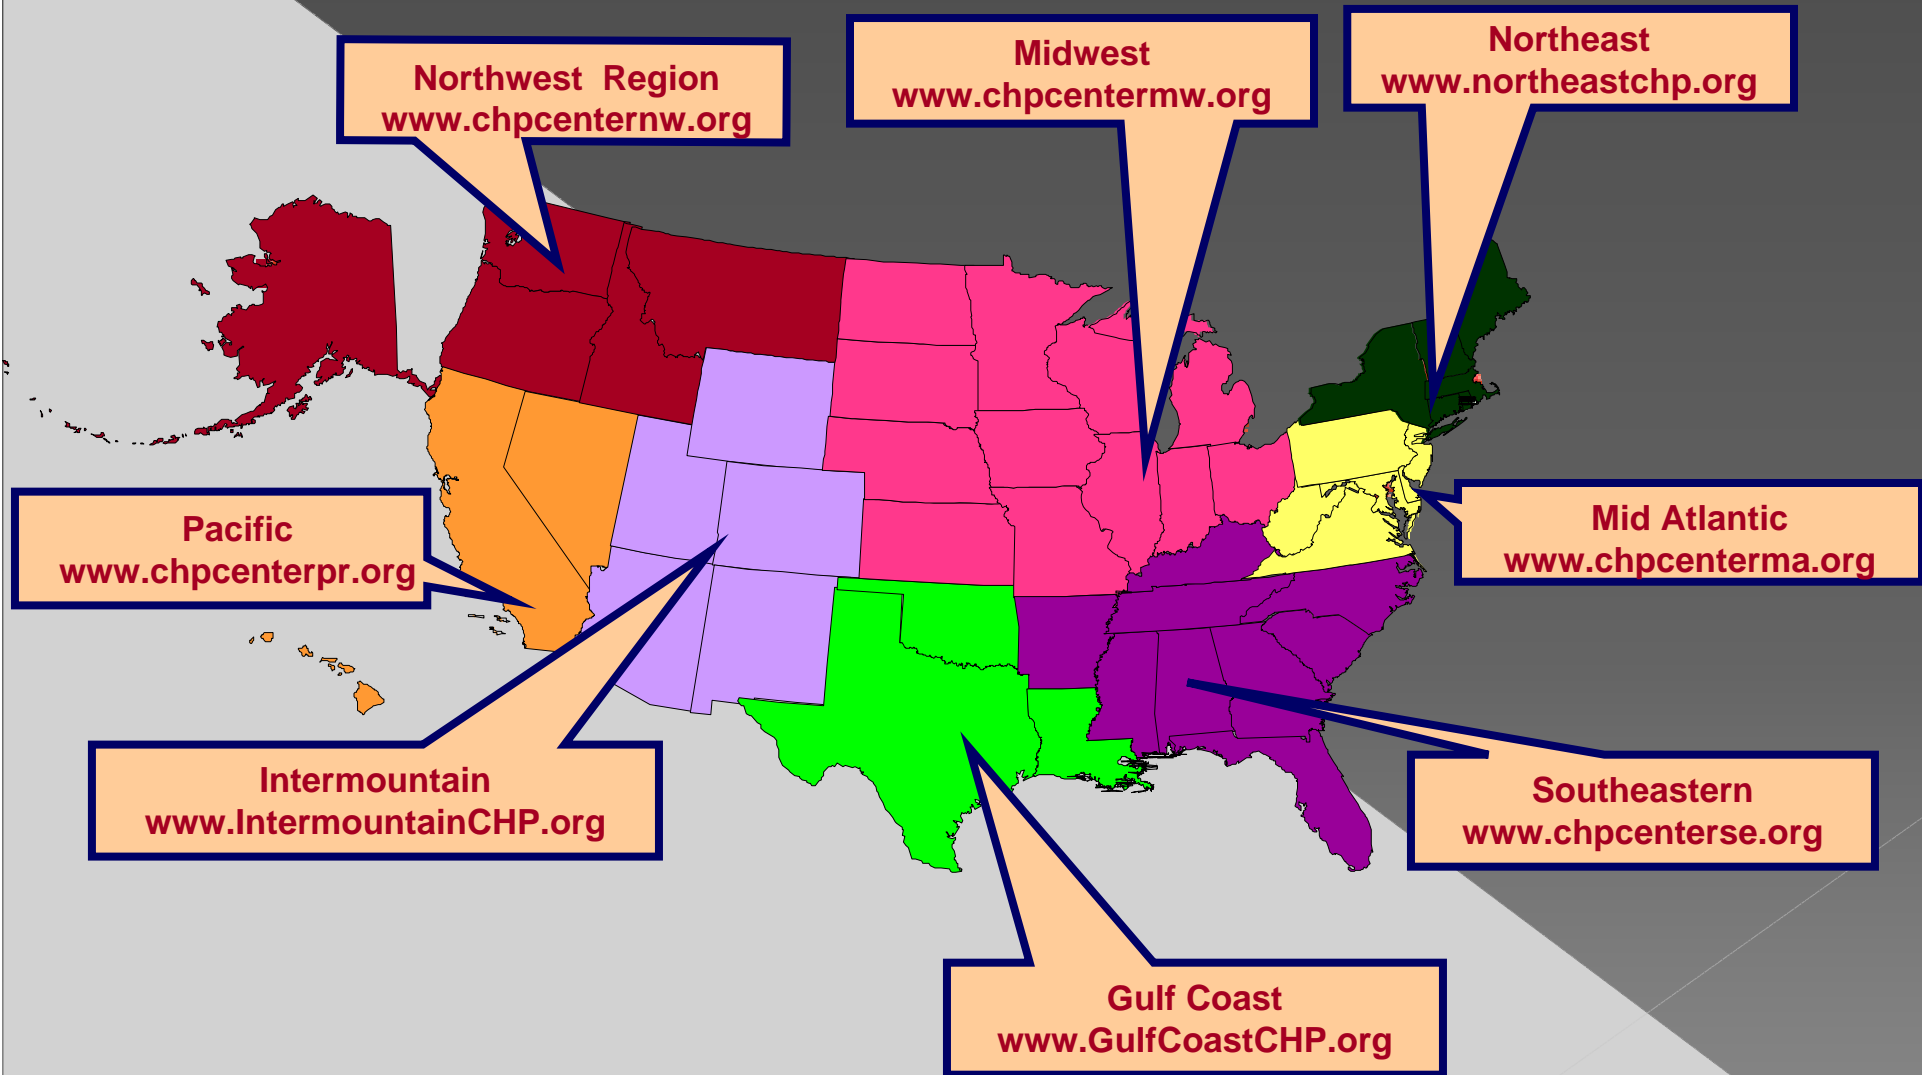 Northwest  Region
www.chpcenternw.org
Midwest
www.chpcentermw.org
Northeast
www.northeastchp.org
Pacific
www.chpcenterpr.org
Mid Atlantic
www.chpcenterma.org
Intermountain
www.IntermountainCHP.org
Southeastern
www.chpcenterse.org
Gulf Coast
www.GulfCoastCHP.org